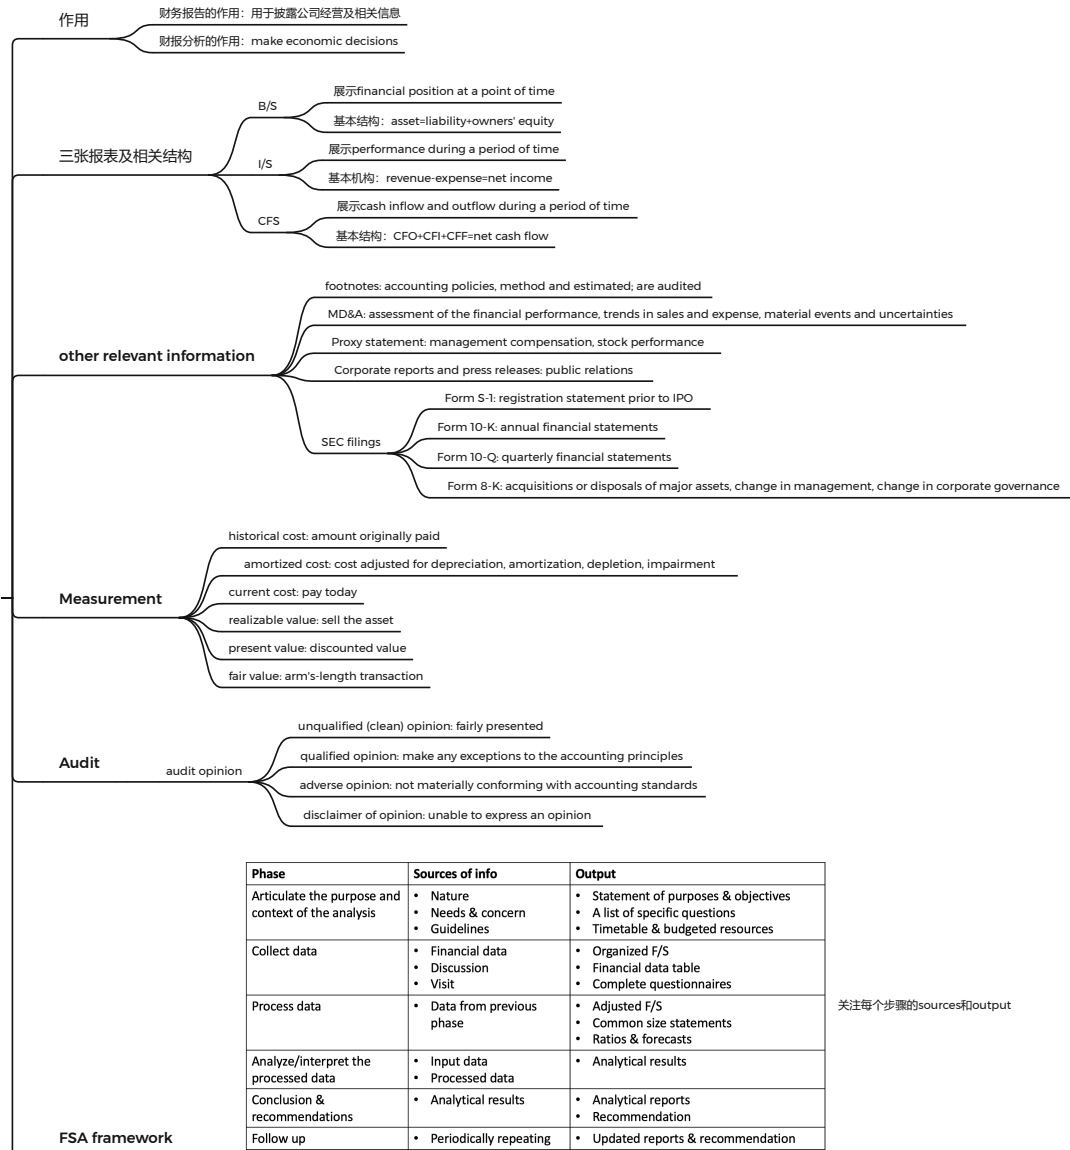 作用
财务报告的作用：用于披露公司经营及相关信息
财报分析的作用：make economic decisions
三张报表及相关结构
B/S
展示financial position at a point of time
基本结构：asset=liability+owners' equity
I/S
展示performance during a period of time
基本机构：revenue-expense=net income
CFS
展示cash inflow and outflow during a period of time
基本结构：CFO+CFI+CFF=net cash flow
other relevant information
footnotes: accounting policies, method and estimated; are audited
MD&A: assessment of the financial performance, trends in sales and expense, material events and uncertainties
Proxy statement: management compensation, stock performance
Corporate reports and press releases: public relations
SEC filings
Form S-1: registration statement prior to IPO
Form 10-K: annual financial statements
Form 10-Q: quarterly financial statements
Form 8-K: acquisitions or disposals of major assets, change in management, change in corporate governance
Measurement
historical cost: amount originally paid
amortized cost: cost adjusted for depreciation, amortization, depletion, impairment
current cost: pay today
realizable value: sell the asset
present value: discounted value
fair value: arm's-length transaction
Audit
audit opinion
unqualified (clean) opinion: fairly presented
qualified opinion: make any exceptions to the accounting principles
adverse opinion: not materially conforming with accounting standards
disclaimer of opinion: unable to express an opinion
FSA framework
Phase
Sources of info
Output
Articulate the purpose and
context of the analysis
• Nature
• Needs & concern
• Guidelines
• Statement of purposes & objectives
• A list of specific questions
• Timetable & budgeted resources
Collect data
• Financial data
• Discussion
• Visit
• Organized F/S
• Financial data table
• Complete questionnaires
Process data
• Data from previous
phase
• Adjusted F/S
• Common size statements
• Ratios & forecasts
Analyze/interpret the
processed data
• Input data
• Processed data
• Analytical results
Conclusion &
recommendations
• Analytical results
• Analytical reports
• Recommendation
Follow up
• Periodically repeating
• Updated reports & recommendation
关注每个步骤的sources和output